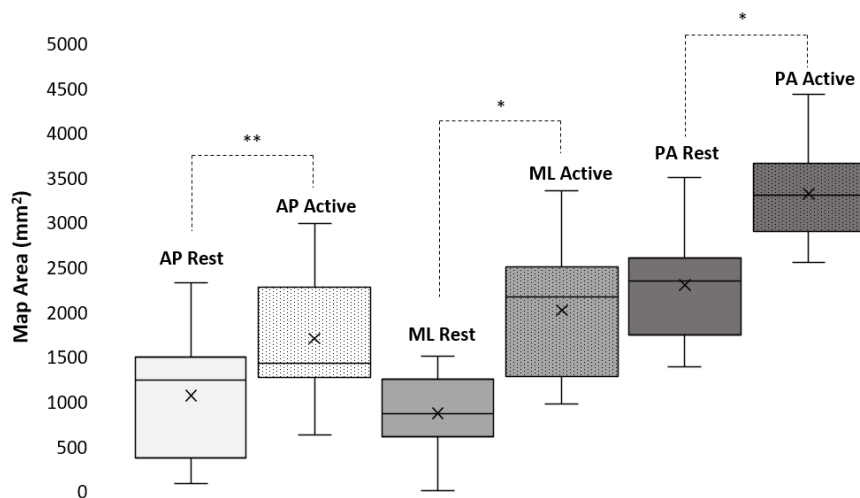 5000
4500
4000
3500
3000
2500
2000
1500
1000
500
0
Map Area (mm²)
AP Rest
**
AP Active
ML Rest
*
ML Active
PA Rest
*
PA Active